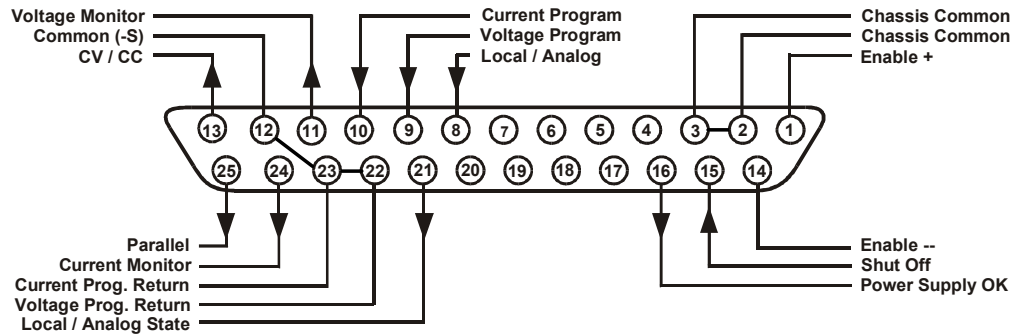 Voltage Monitor
Common (-S)
CV / CC
Current Program
Voltage Program
Local / Analog
Chassis Common
Chassis Common
Enable +
13 12 11 10 9 8 7 6 5 4 3 2 1
25 24 23 22 21 20 19 18 17 16 15 14
Parallel
Current Monitor
Current Prog. Return
Voltage Prog. Return
Local / Analog State
Enable --
Shut Off
Power Supply OK